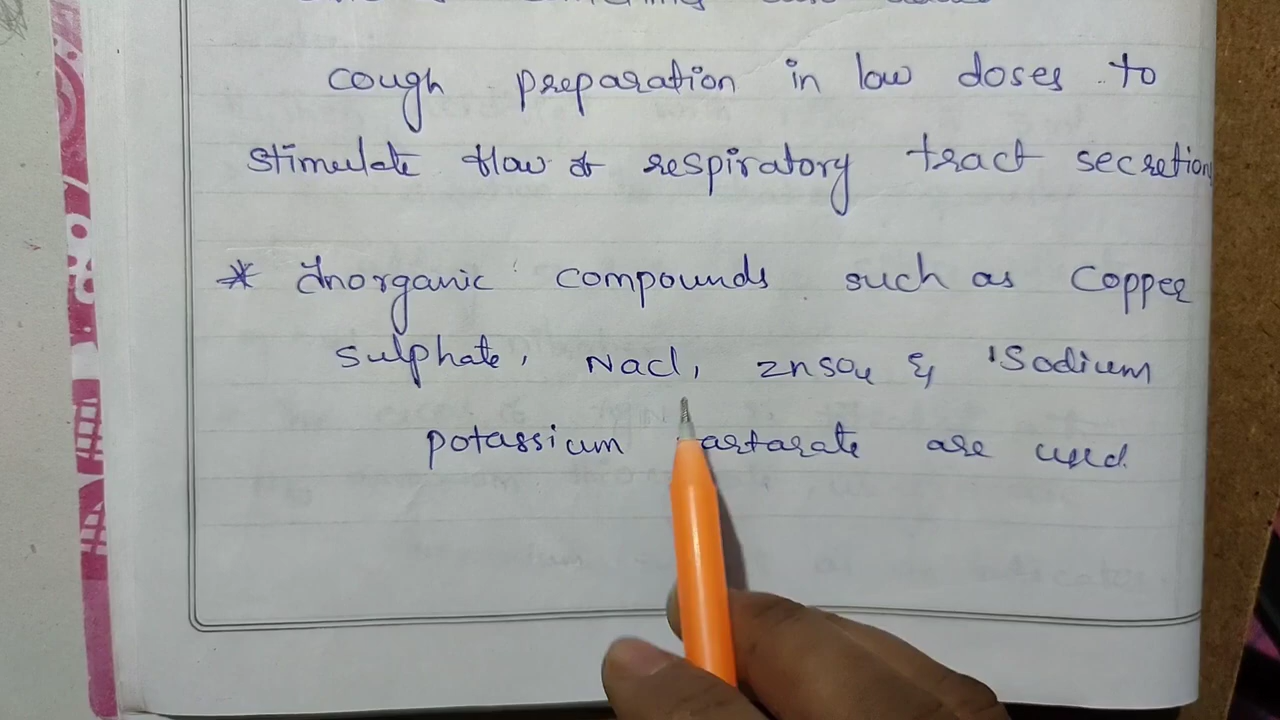 cough preparation in low doses to
stimulate flow of respiratory tract secretions
* Inorganic compounds such as Copper
sulphate, Nacl, ZnSO4 & Sodium
potassium tartarate are used.